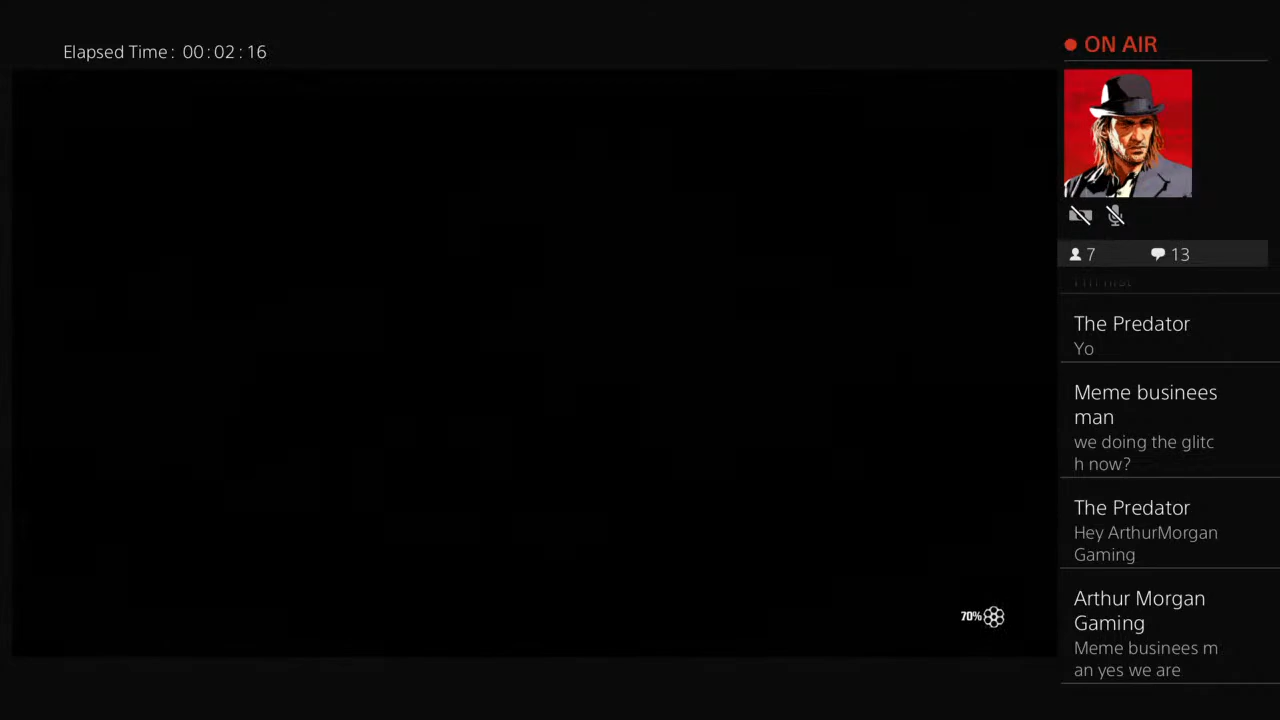 Elapsed Time: 00:02:16
ON AIR
7 13
The Predator
Yo
Meme businees
man
we doing the glitc
h now?
The Predator
Hey ArthurMorgan
Gaming
Arthur Morgan
Gaming
Meme businees m
an yes we are
70%